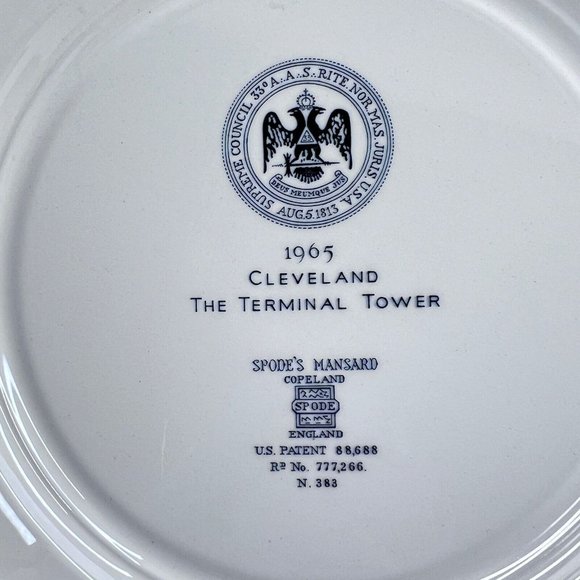 SUPREME COUNCIL 33º A∴A∴S∴RITE NOR. MAS. JURIS. U.S.A.
DEUS MEUMQUE JUS
AUG.5.1813
1965
CLEVELAND
THE TERMINAL TOWER
SPODE'S MANSARD
COPELAND
SPODE
ENGLAND
U.S. PATENT 88,688
Rᴰ No. 777,266.
N. 383